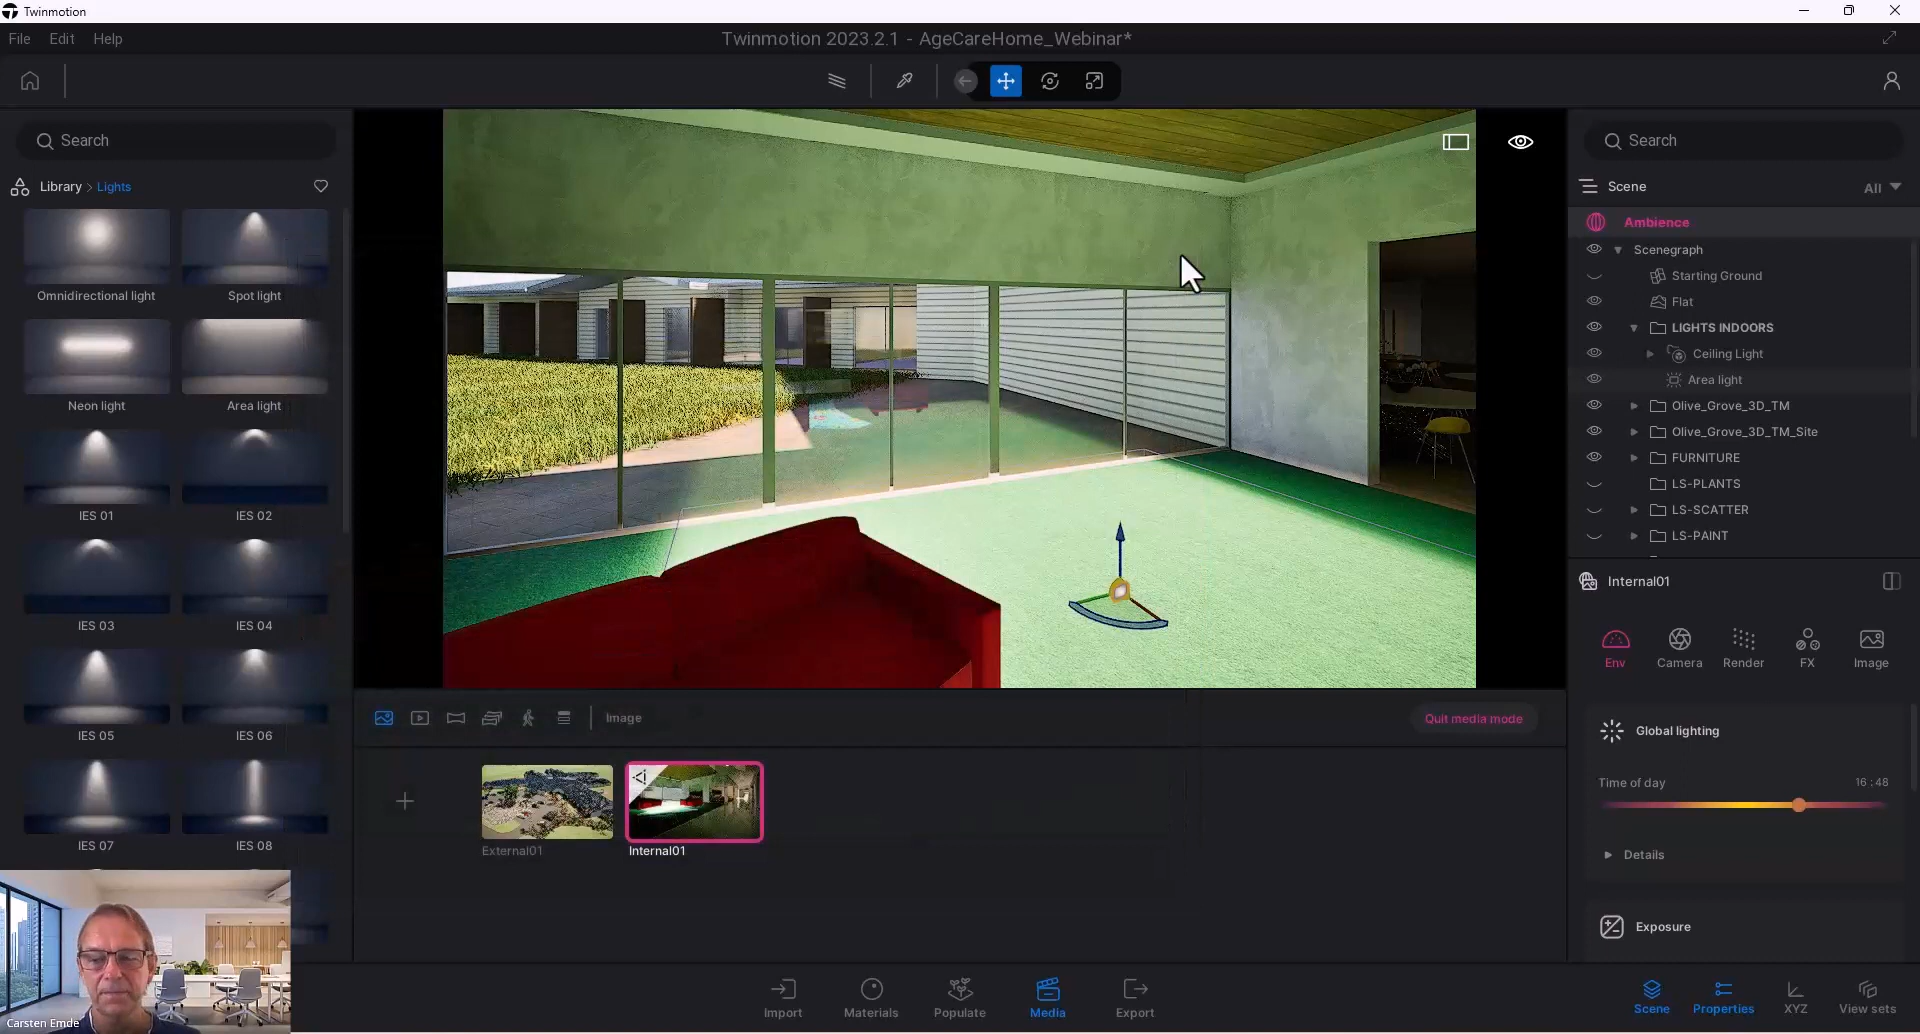 Twinmotion
File Edit Help
Twinmotion 2023.2.1 - AgeCareHome_Webinar*
Search
Library > Lights
Omnidirectional light
Spot light
Neon light
Area light
IES 01
IES 02
IES 03
IES 04
IES 05
IES 06
IES 07
IES 08
Carsten Emde
Image
Quit media mode
External01
Internal01
Import
Materials
Populate
Media
Export
Search
Scene
All
Ambience
Scenegraph
Starting Ground
Flat
LIGHTS INDOORS
Ceiling Light
Area light
Olive_Grove_3D_TM
Olive_Grove_3D_TM_Site
FURNITURE
LS-PLANTS
LS-SCATTER
LS-PAINT
Internal01
Env
Camera
Render
FX
Image
Global lighting
Time of day 16:48
Details
Exposure
Scene
Properties
XYZ
View sets